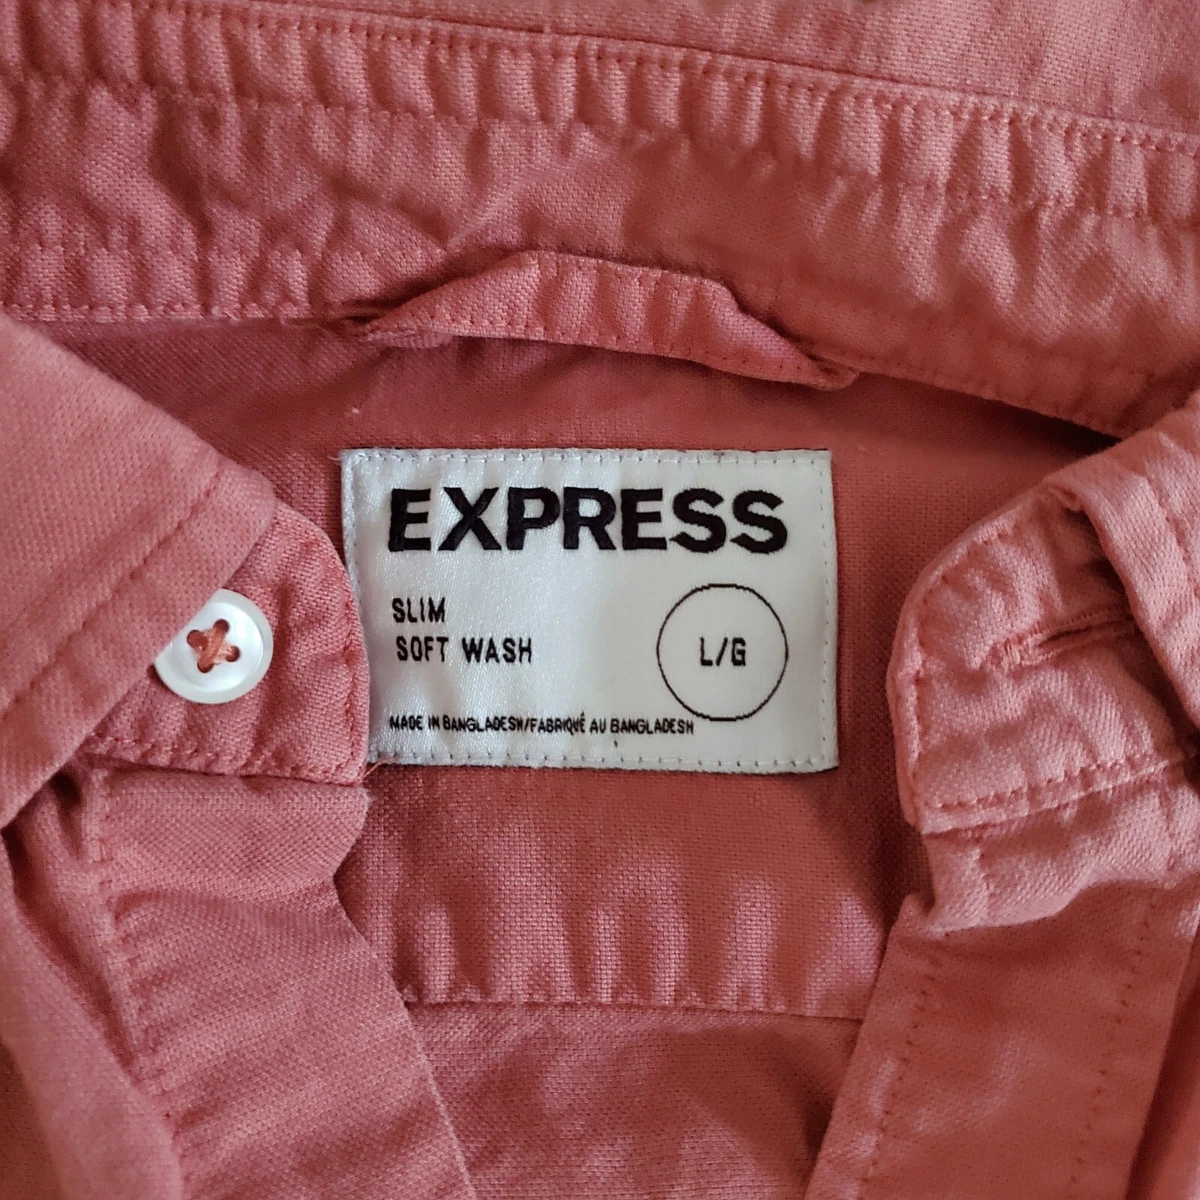 EXPRESS
SLIM
SOFT WASH
L/G
MADE IN BANGLADESH/FABRIQUÉ AU BANGLADESH